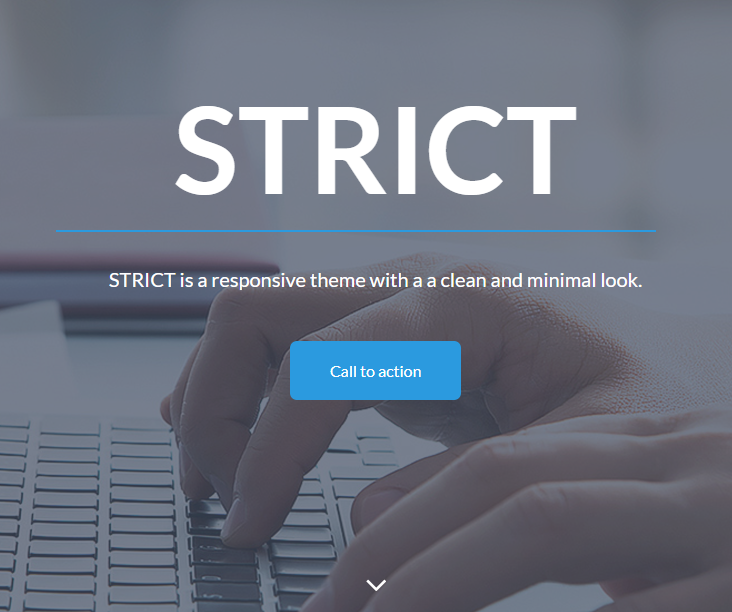 STRICT
STRICT is a responsive theme with a a clean and minimal look.
Call to action